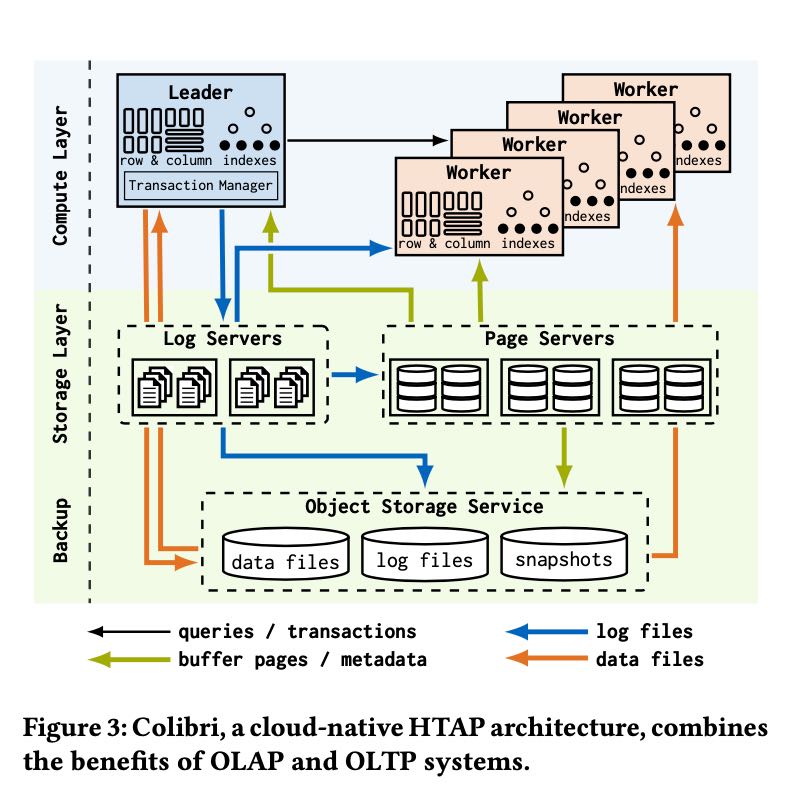 Compute Layer
Leader
row & column indexes
Transaction Manager
Worker
indexes
Worker
indexes
Worker
indexes
Worker
row & column indexes
Storage Layer
Log Servers
Page Servers
Backup
Object Storage Service
data files
log files
snapshots
queries / transactions
log files
buffer pages / metadata
data files
Figure 3: Colibri, a cloud-native HTAP architecture, combines
the benefits of OLAP and OLTP systems.